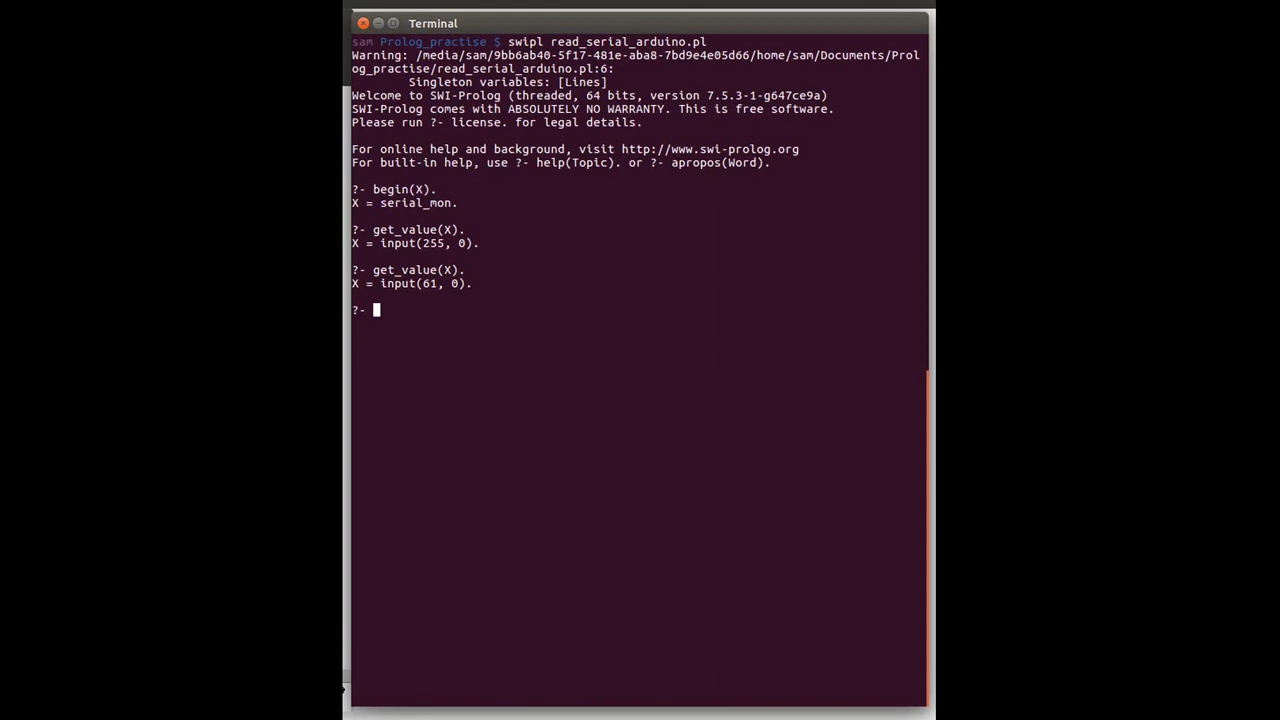 Terminal
sam Prolog_practise $ swipl read_serial_arduino.pl
Warning: /media/sam/9bb6ab40-5f17-481e-aba8-7bd9e4e05d66/home/sam/Documents/Prol
og_practise/read_serial_arduino.pl:6:
Singleton variables: [Lines]
Welcome to SWI-Prolog (threaded, 64 bits, version 7.5.3-1-g647ce9a)
SWI-Prolog comes with ABSOLUTELY NO WARRANTY. This is free software.
Please run ?- license. for legal details.
For online help and background, visit http://www.swi-prolog.org
For built-in help, use ?- help(Topic). or ?- apropos(Word).
?- begin(X).
X = serial_mon.
?- get_value(X).
X = input(255, 0).
?- get_value(X).
X = input(61, 0).
?-